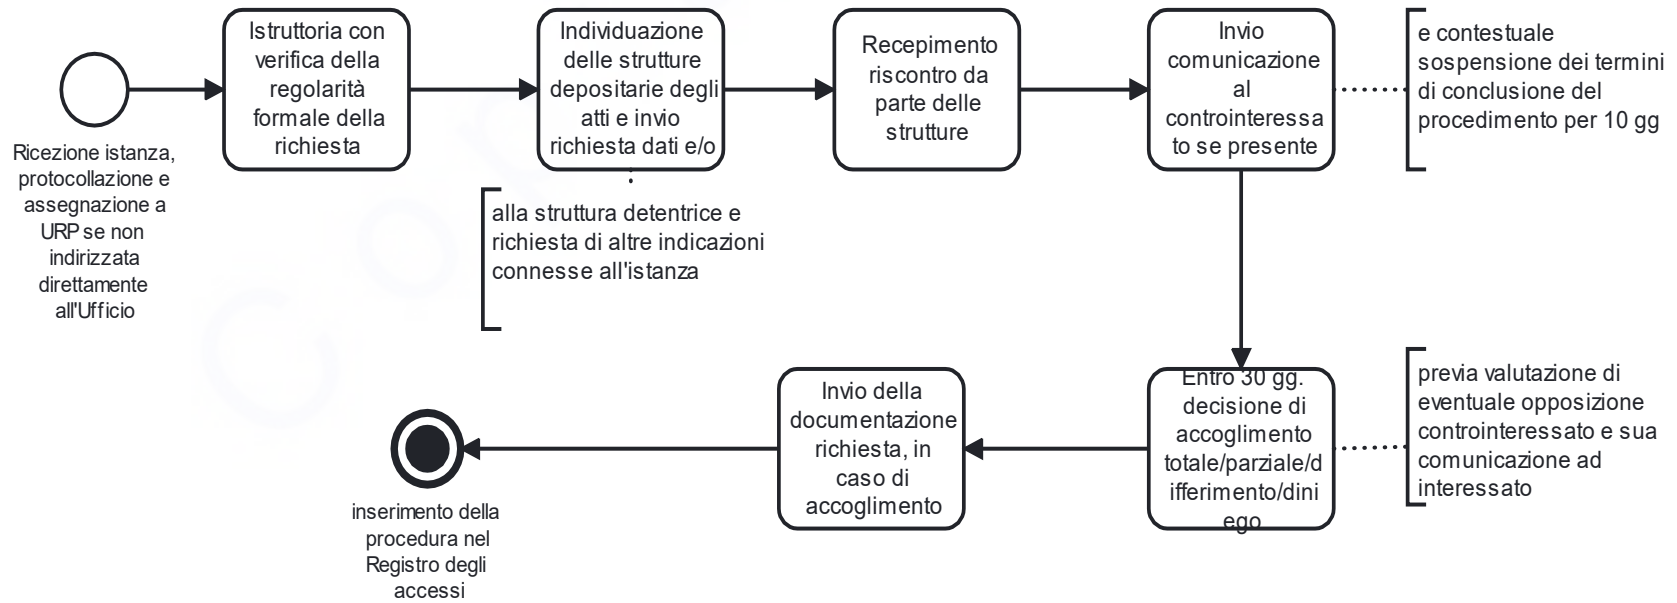 Ricezione istanza,
protocollazione e
assegnazione a
URP se non
indirizzata
direttamente
all'Ufficio
Istruttoria con
verifica della
regolarità
formale della
richiesta
Individuazione
delle strutture
depositarie degli
atti e invio
richiesta dati e/o
alla struttura detentrice e
richiesta di altre indicazioni
connesse all'istanza
Recepimento
riscontro da
parte delle
strutture
Invio
comunicazione
al
controinteressa
to se presente
e contestuale
sospensione dei termini
di conclusione del
procedimento per 10 gg
Entro 30 gg.
decisione di
accoglimento
totale/parziale/d
ifferimento/dini
ego
previa valutazione di
eventuale opposizione
controinteressato e sua
comunicazione ad
interessato
Invio della
documentazione
richiesta, in
caso di
accoglimento
inserimento della
procedura nel
Registro degli
accessi